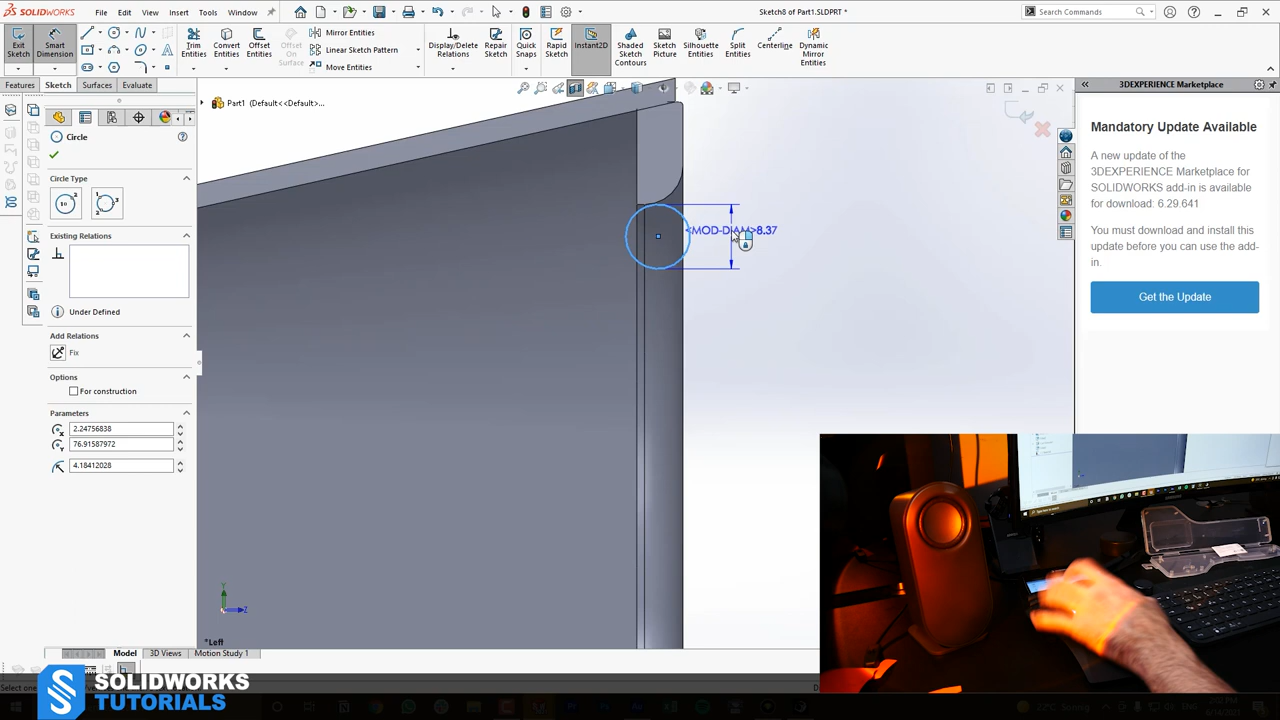 SOLIDWORKS
File Edit View Insert Tools Window
Sketch8 of Part1.SLDPRT *
Search Commands
Exit Sketch
Smart Dimension
Trim Entities
Convert Entities
Offset Entities
Offset On Surface
Mirror Entities
Linear Sketch Pattern
Move Entities
Display/Delete Relations
Repair Sketch
Quick Snaps
Rapid Sketch
Instant2D
Shaded Sketch Contours
Sketch Picture
Silhouette Entities
Split Entities
Centerline
Dynamic Mirror Entities
Features Sketch Surfaces Evaluate
Part1 (Default<<Default>...
3DEXPERIENCE Marketplace
Circle
Circle Type
Existing Relations
Under Defined
Add Relations
Fix
Options
For construction
Parameters
2.24756838
76.91587972
4.18412028
<MOD-DIAM>8.37
Mandatory Update Available
A new update of the
3DEXPERIENCE Marketplace for
SOLIDWORKS add-in is available
for download: 6.29.641
You must download and install this
update before you can use the add-
in.
Get the Update
Y
Z
*Left
Model 3D Views Motion Study 1
SOLIDWORKS
TUTORIALS